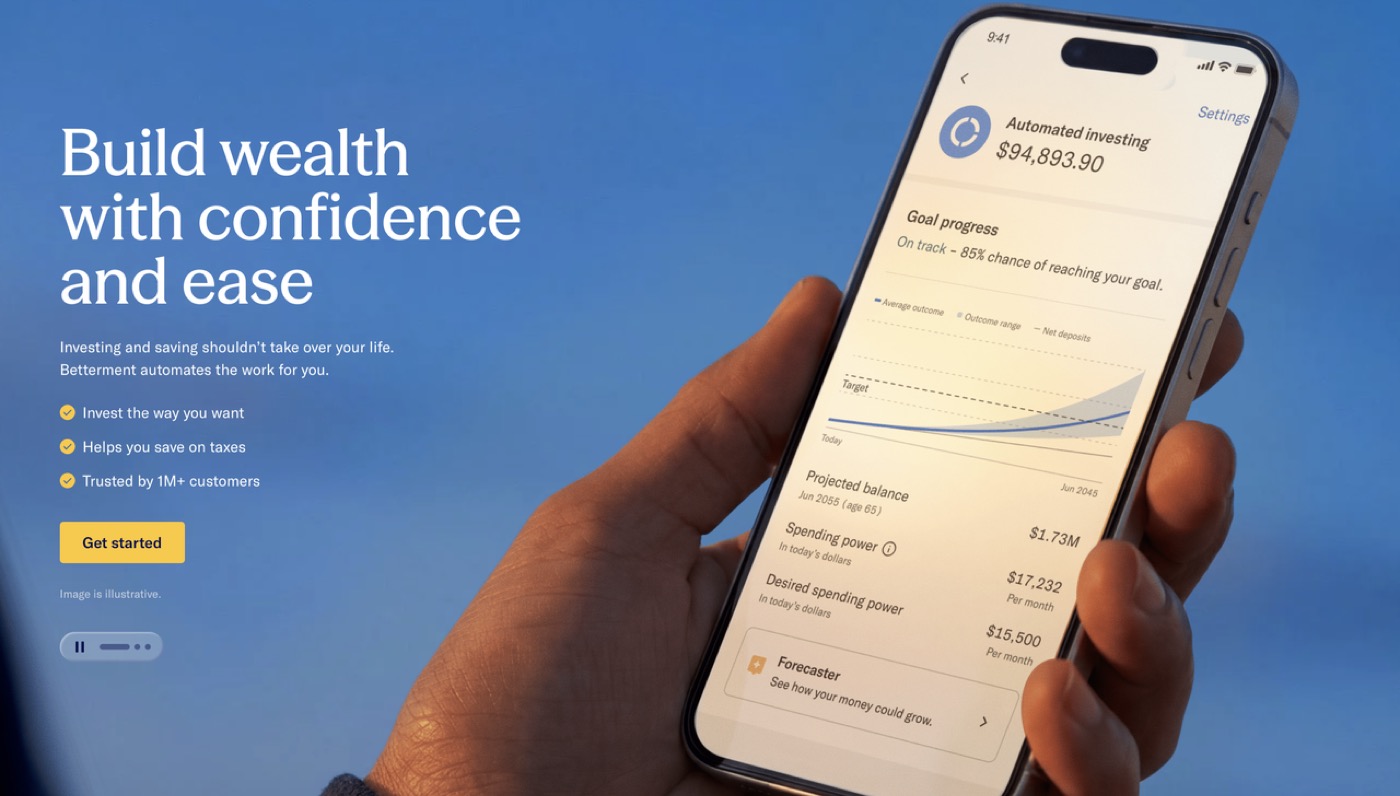 Build wealth
with confidence
and ease
Investing and saving shouldn't take over your life.
Betterment automates the work for you.
Invest the way you want
Helps you save on taxes
Trusted by 1M+ customers
Get started
Image is illustrative.
9:41
Settings
Automated investing
$94,893.90
Goal progress
On track – 85% chance of reaching your goal.
Average outcome Outcome range Net deposits
Target
Today
Jun 2045
Projected balance
Jun 2055 (age 65)
$1.73M
Spending power
In today's dollars
$17,232
Per month
Desired spending power
In today's dollars
$15,500
Per month
Forecaster
See how your money could grow.